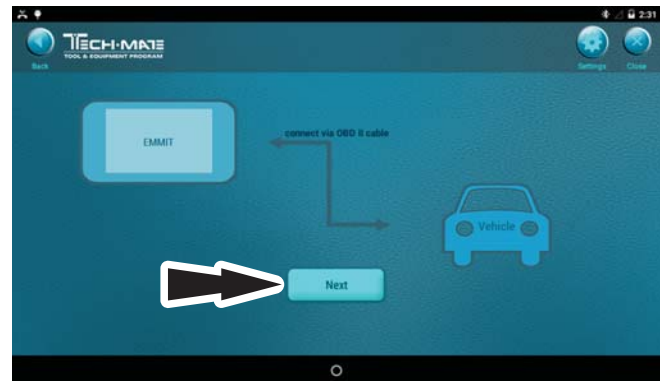 2:31
TECH-MATE
TOOL & EQUIPMENT PROGRAM
Back
Settings
Close
EMMIT
connect via OBD II cable
Vehicle
Next